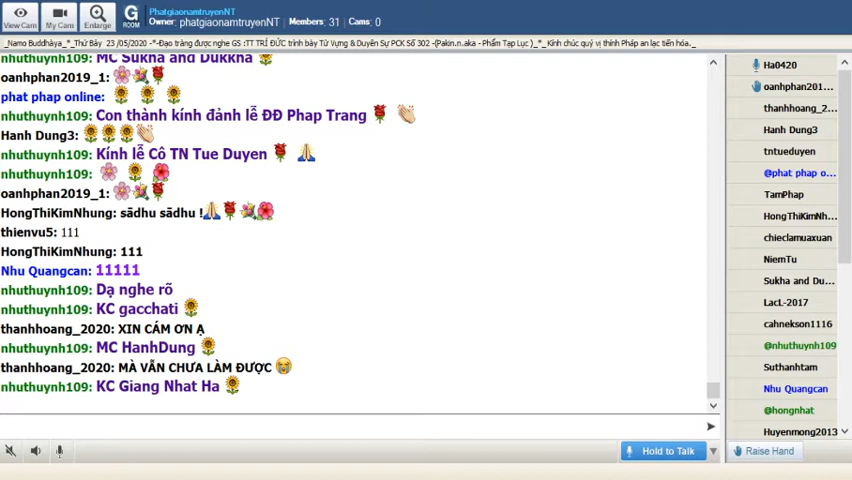 View Cam
My Cam
Enlarge
G
ROOM
PhatgiaonamtruyenNT
Owner: phatgiaonamtruyenNT Members: 31 Cams: 0
_Namo Buddhàya_*_Thứ Bảy 23 /05/2020 -*-Đạo tràng được nghe GS :TT TRÍ ĐỨC trình bày Từ Vựng & Duyên Sự PCK Số 302 -(Pakin.n.aka - Phẩm Tạp Lục )_*_ Kính chúc quý vị thính Pháp an lạc tiến hóa._
nhuthuynh109: MC Sukha and Dukkha
oanhphan2019_1:
phat phap online:
nhuthuynh109: Con thành kính đảnh lễ ĐĐ Phap Trang
Hanh Dung3:
nhuthuynh109: Kính lễ Cô TN Tue Duyen
nhuthuynh109:
oanhphan2019_1:
HongThiKimNhung: sādhu sādhu !
thienvu5: 111
HongThiKimNhung: 111
Nhu Quangcan: 11111
nhuthuynh109: Dạ nghe rõ
nhuthuynh109: KC gacchati
thanhhoang_2020: XIN CÁM ƠN Ạ
nhuthuynh109: MC HanhDung
thanhhoang_2020: MÀ VẪN CHƯA LÀM ĐƯỢC
nhuthuynh109: KC Giang Nhat Ha
Ha0420
oanhphan201...
thanhhoang_2...
Hanh Dung3
tntueduyen
@phat phap o...
TamPhap
HongThiKimNh...
chieclamuaxuan
NiemTu
Sukha and Du...
LacL-2017
cahnekson1116
@nhuthuynh109
Suthanhtam
Nhu Quangcan
@hongnhat
Huyenmong2013
Hold to Talk
Raise Hand